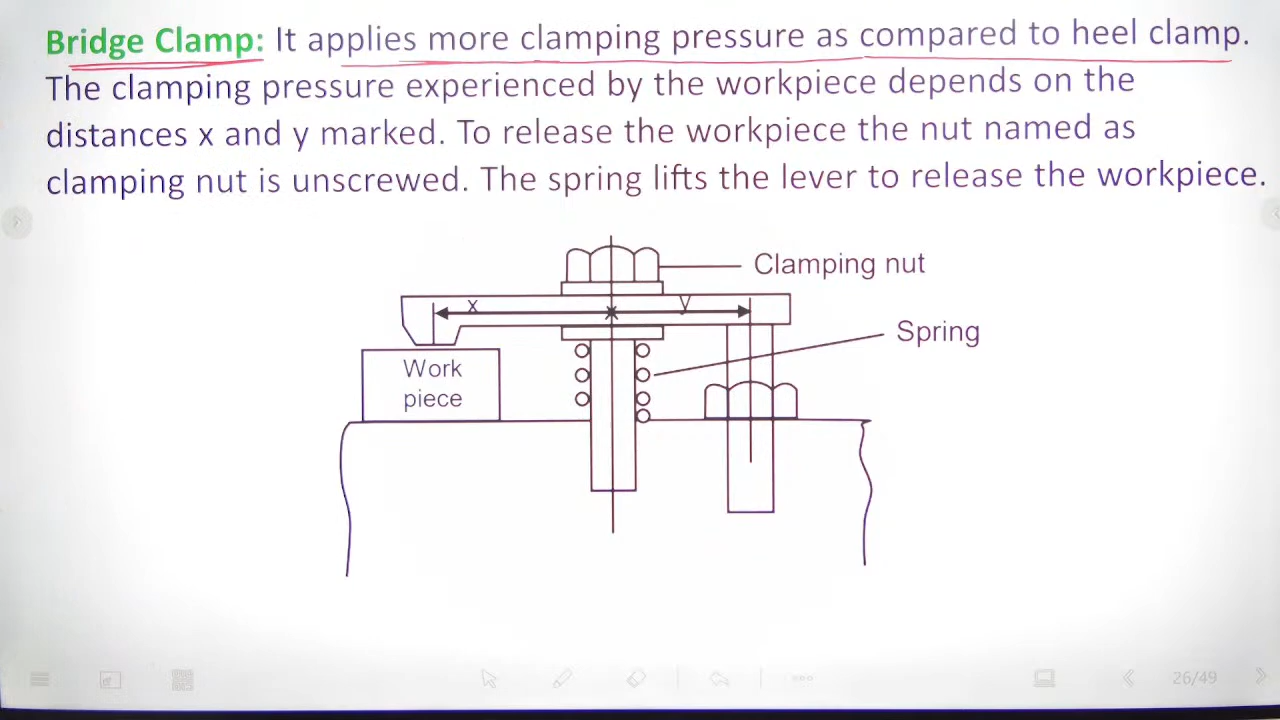 Bridge Clamp: It applies more clamping pressure as compared to heel clamp.
The clamping pressure experienced by the workpiece depends on the
distances x and y marked. To release the workpiece the nut named as
clamping nut is unscrewed. The spring lifts the lever to release the workpiece.
Clamping nut
x
y
Spring
Work
piece
26/49